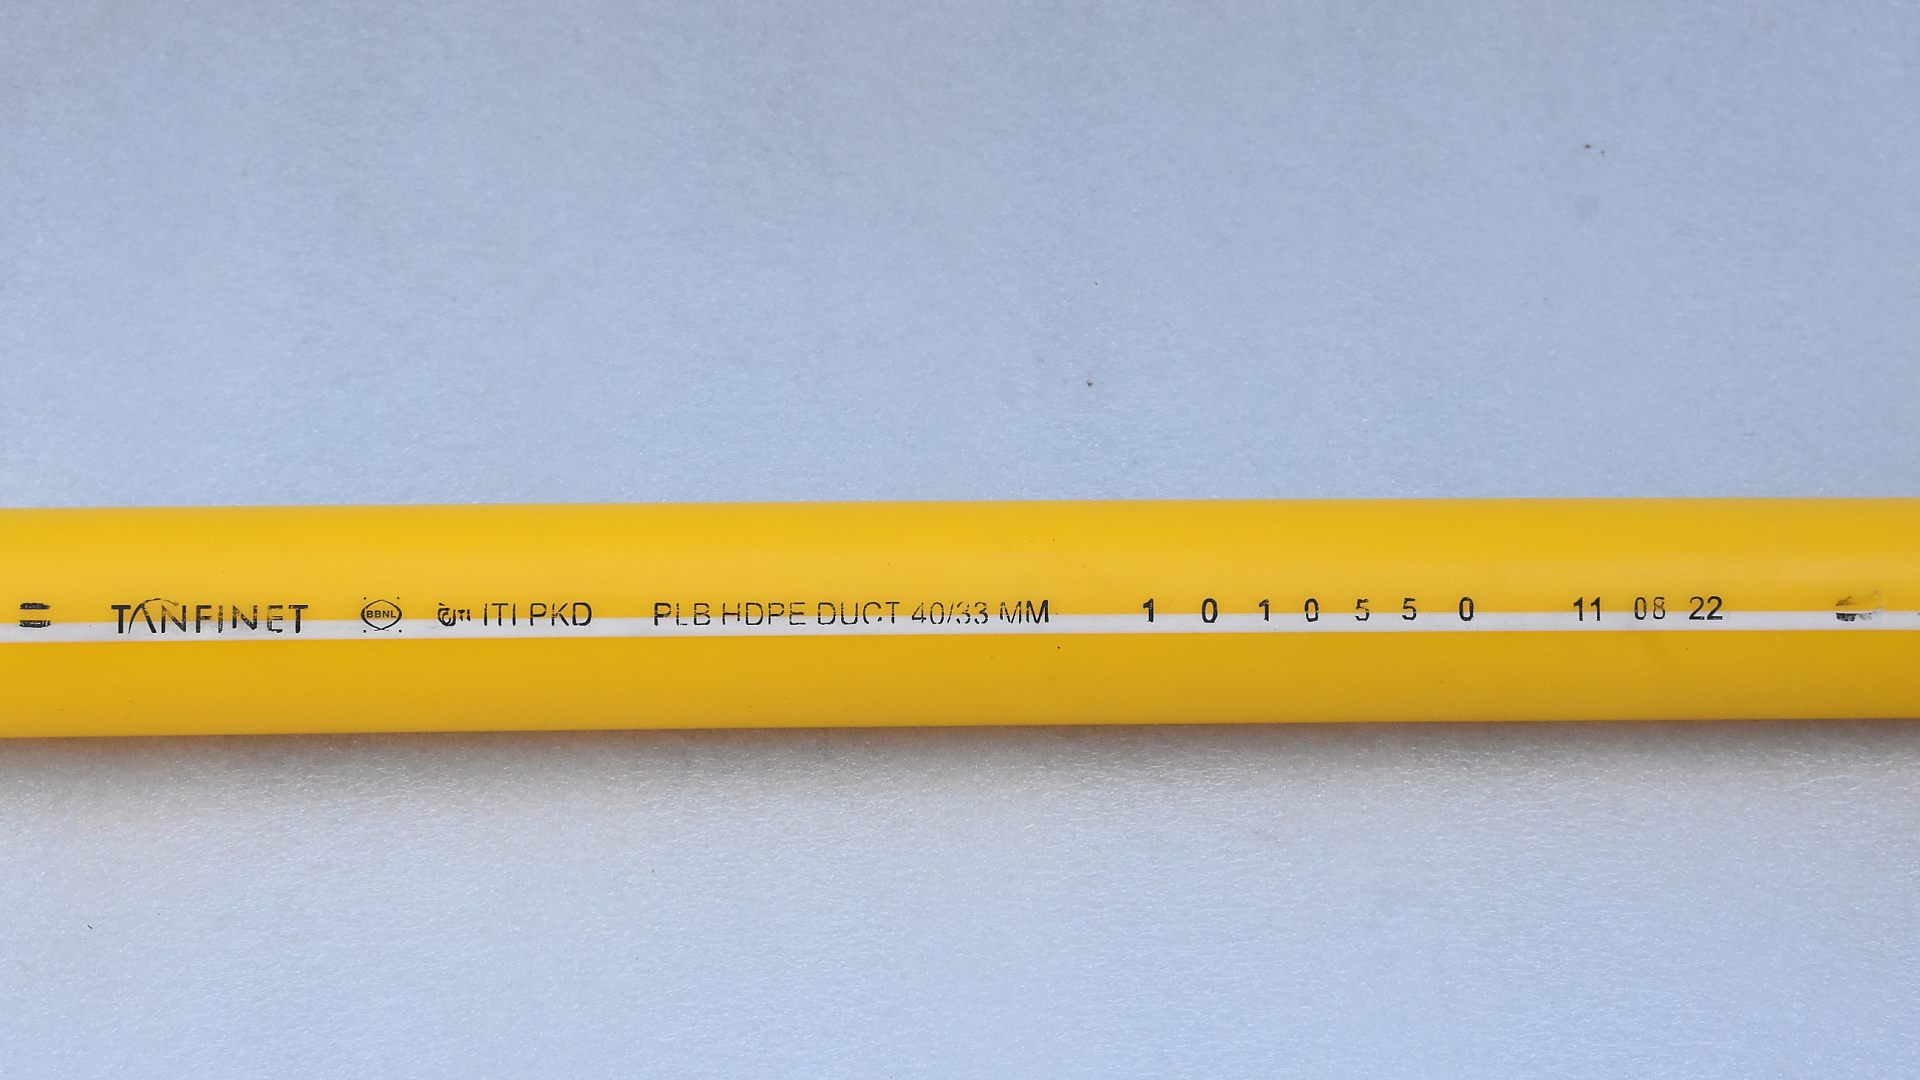 TANFINET BBNL ITI ITI PKD PLB HDPE DUCT 40/33 MM 1 0 1 0 5 5 0 11 08 22